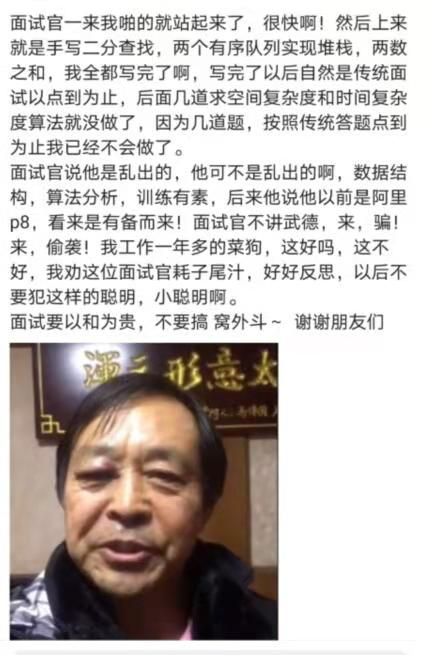 面试官一来我啪的就站起来了，很快啊！然后上来
就是手写二分查找，两个有序队列实现堆栈，两数
之和，我全都写完了啊，写完了以后自然是传统面
试以点到为止，后面几道求空间复杂度和时间复杂
度算法就没做了，因为几道题，按照传统答题点到
为止我已经不会做了。
面试官说他是乱出的，他可不是乱出的啊，数据结
构，算法分析，训练有素，后来他说他以前是阿里
p8，看来是有备而来！面试官不讲武德，来，骗！
来，偷袭！我工作一年多的菜狗，这好吗，这不
好，我劝这位面试官耗子尾汁，好好反思，以后不
要犯这样的聪明，小聪明啊。
面试要以和为贵，不要搞 窝外斗～ 谢谢朋友们
渾元形意太